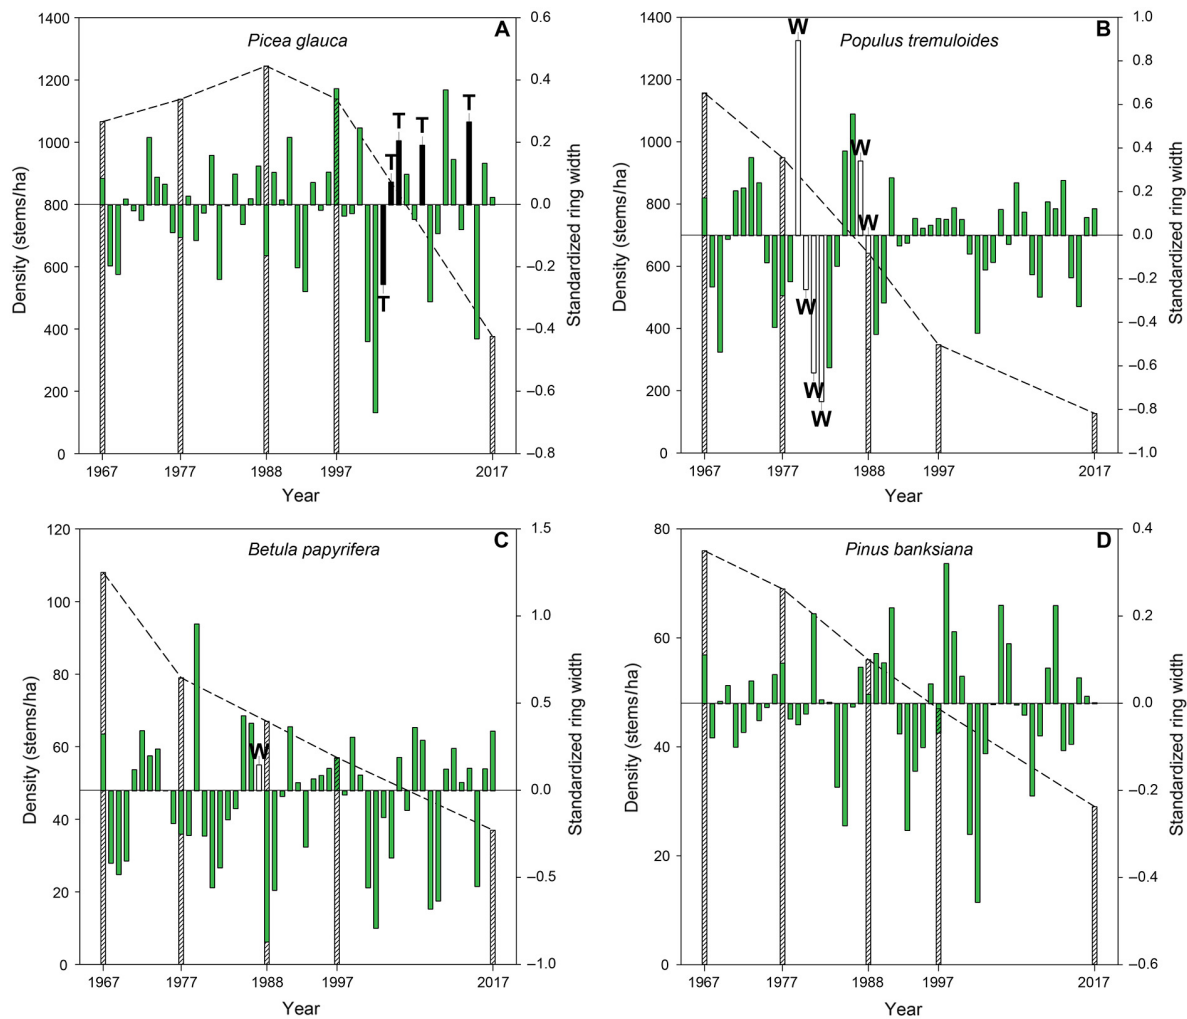 A
Picea glauca
1400
1200
1000
800
600
400
200
0
Density (stems/ha)
0.6
0.4
0.2
0.0
–0.2
–0.4
–0.6
–0.8
Standardized ring width
T
T
T
T
T
1967
1977
1988
1997
2017
Year
B
Populus tremuloides
1400
1200
1000
800
600
400
200
0
Density (stems/ha)
1.0
0.8
0.6
0.4
0.2
0.0
–0.2
–0.4
–0.6
–0.8
–1.0
Standardized ring width
W
W
W
W
W
W
1967
1977
1988
1997
2017
Year
C
Betula papyrifera
120
100
80
60
40
20
0
Density (stems/ha)
1.5
1.0
0.5
0.0
–0.5
–1.0
Standardized ring width
W
1967
1977
1988
1997
2017
Year
D
Pinus banksiana
80
60
40
20
0
Density (stems/ha)
0.4
0.2
0.0
–0.2
–0.4
–0.6
Standardized ring width
1967
1977
1988
1997
2017
Year